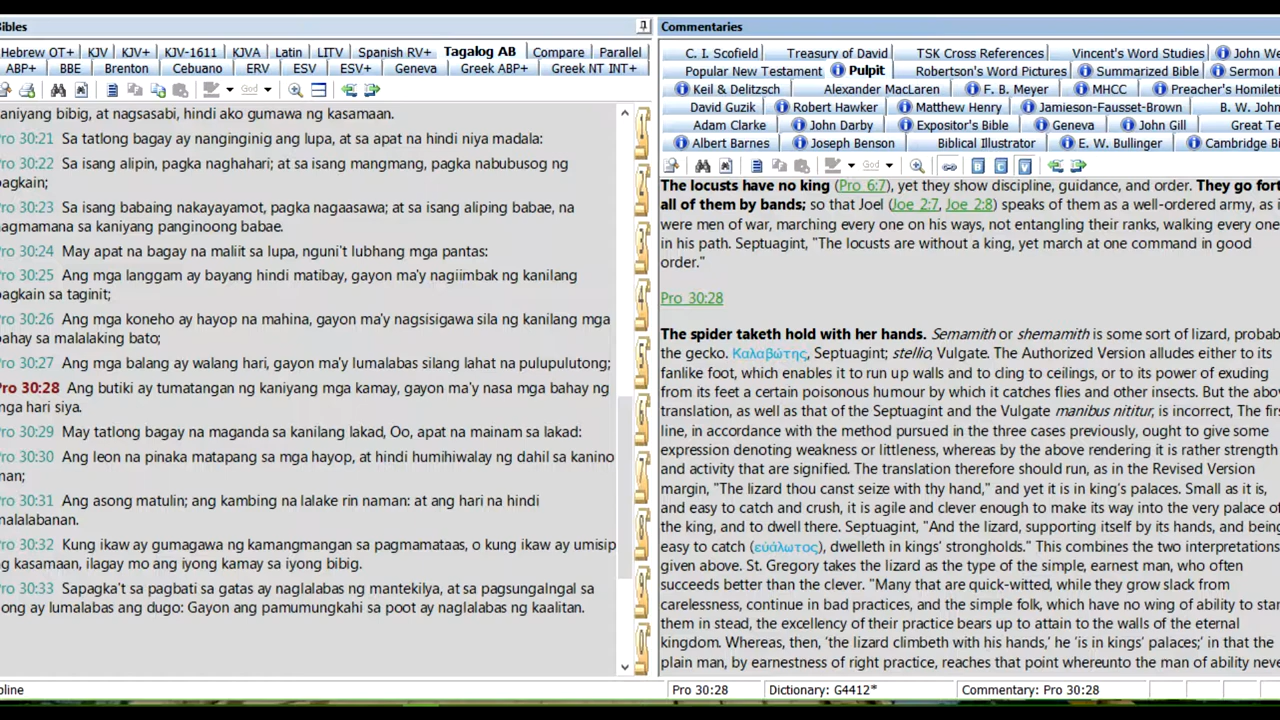 Bibles
Hebrew OT+ KJV KJV+ KJV-1611 KJVA Latin LITV Spanish RV+ Tagalog AB Compare Parallel
ABP+ BBE Brenton Cebuano ERV ESV ESV+ Geneva Greek ABP+ Greek NT INT+
God
kaniyang bibig, at nagsasabi, hindi ako gumawa ng kasamaan.
Pro 30:21 Sa tatlong bagay ay nanginginig ang lupa, at sa apat na hindi niya madala:
Pro 30:22 Sa isang alipin, pagka naghahari; at sa isang mangmang, pagka nabubusog ng
pagkain;
Pro 30:23 Sa isang babaing nakayayamot, pagka nagaasawa; at sa isang aliping babae, na
nagmamana sa kaniyang panginoong babae.
Pro 30:24 May apat na bagay na maliit sa lupa, nguni't lubhang mga pantas:
Pro 30:25 Ang mga langgam ay bayang hindi matibay, gayon ma'y nagiimbak ng kanilang
pagkain sa taginit;
Pro 30:26 Ang mga koneho ay hayop na mahina, gayon ma'y nagsisigawa sila ng kanilang mga
bahay sa malalaking bato;
Pro 30:27 Ang mga balang ay walang hari, gayon ma'y lumalabas silang lahat na pulupulutong;
Pro 30:28 Ang butiki ay tumatangan ng kaniyang mga kamay, gayon ma'y nasa mga bahay ng
mga hari siya.
Pro 30:29 May tatlong bagay na maganda sa kanilang lakad, Oo, apat na mainam sa lakad:
Pro 30:30 Ang leon na pinaka matapang sa mga hayop, at hindi humihiwalay ng dahil sa kanino
man;
Pro 30:31 Ang asong matulin; ang kambing na lalake rin naman: at ang hari na hindi
malalabanan.
Pro 30:32 Kung ikaw ay gumagawa ng kamangmangan sa pagmamataas, o kung ikaw ay umisip
ng kasamaan, ilagay mo ang iyong kamay sa iyong bibig.
Pro 30:33 Sapagka't sa pagbati sa gatas ay naglalabas ng mantekilya, at sa pagsungalngal sa
ilong ay lumalabas ang dugo: Gayon ang pamumungkahi sa poot ay naglalabas ng kaalitan.
Commentaries
C. I. Scofield Treasury of David TSK Cross References Vincent's Word Studies John We
Popular New Testament Pulpit Robertson's Word Pictures Summarized Bible Sermon
Keil & Delitzsch Alexander MacLaren F. B. Meyer MHCC Preacher's Homileti
David Guzik Robert Hawker Matthew Henry Jamieson-Fausset-Brown B. W. John
Adam Clarke John Darby Expositor's Bible Geneva John Gill Great Te
Albert Barnes Joseph Benson Biblical Illustrator E. W. Bullinger Cambridge Bi
God B C V
The locusts have no king (Pro 6:7), yet they show discipline, guidance, and order. They go fort
all of them by bands; so that Joel (Joe 2:7, Joe 2:8) speaks of them as a well-ordered army, as i
were men of war, marching every one on his ways, not entangling their ranks, walking every one
in his path. Septuagint, "The locusts are without a king, yet march at one command in good
order."
Pro 30:28
The spider taketh hold with her hands. Semamith or shemamith is some sort of lizard, probab
the gecko. Καλαβώτης, Septuagint; stellio, Vulgate. The Authorized Version alludes either to its
fanlike foot, which enables it to run up walls and to cling to ceilings, or to its power of exuding
from its feet a certain poisonous humour by which it catches flies and other insects. But the abov
translation, as well as that of the Septuagint and the Vulgate manibus nititur, is incorrect, The firs
line, in accordance with the method pursued in the three cases previously, ought to give some
expression denoting weakness or littleness, whereas by the above rendering it is rather strength
and activity that are signified. The translation therefore should run, as in the Revised Version
margin, "The lizard thou canst seize with thy hand," and yet it is in king's palaces. Small as it is,
and easy to catch and crush, it is agile and clever enough to make its way into the very palace of
the king, and to dwell there. Septuagint, "And the lizard, supporting itself by its hands, and being
easy to catch (εὐάλωτος), dwelleth in kings' strongholds." This combines the two interpretations
given above. St. Gregory takes the lizard as the type of the simple, earnest man, who often
succeeds better than the clever. "Many that are quick-witted, while they grow slack from
carelessness, continue in bad practices, and the simple folk, which have no wing of ability to stan
them in stead, the excellency of their practice bears up to attain to the walls of the eternal
kingdom. Whereas, then, 'the lizard climbeth with his hands,' he 'is in kings' palaces;' in that the
plain man, by earnestness of right practice, reaches that point whereunto the man of ability neve
pline Pro 30:28 Dictionary: G4412* Commentary: Pro 30:28